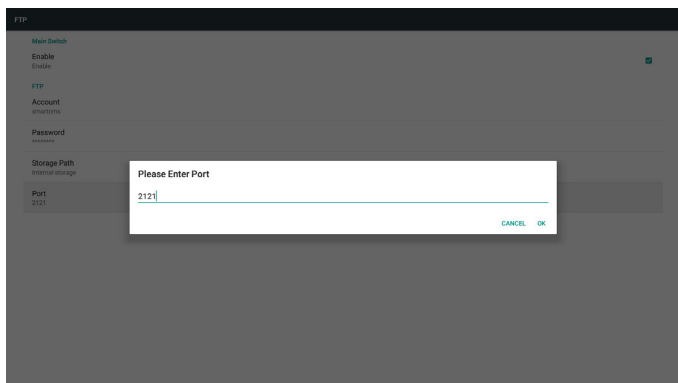 FTP
Main Switch
Enable
Enable
FTP
Account
smartoms
Password
********
Storage Path
Internal storage
Port
2121
Please Enter Port
2121
CANCEL OK